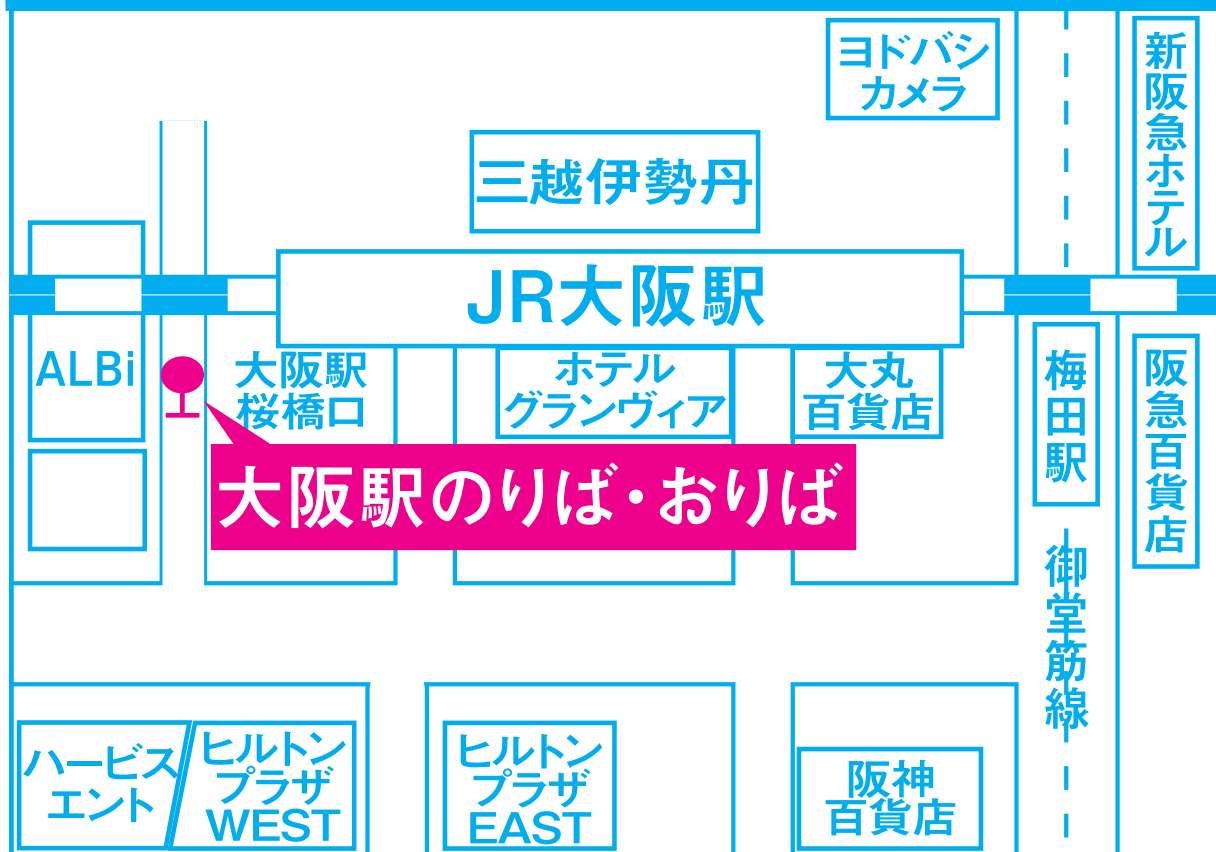 ヨドバシ
カメラ
新阪急ホテル
三越伊勢丹
JR大阪駅
ALBi
大阪駅
桜橋口
ホテル
グランヴィア
大丸
百貨店
梅田駅
阪急百貨店
大阪駅のりば・おりば
御堂筋線
ハービス
エント
ヒルトン
プラザ
WEST
ヒルトン
プラザ
EAST
阪神
百貨店